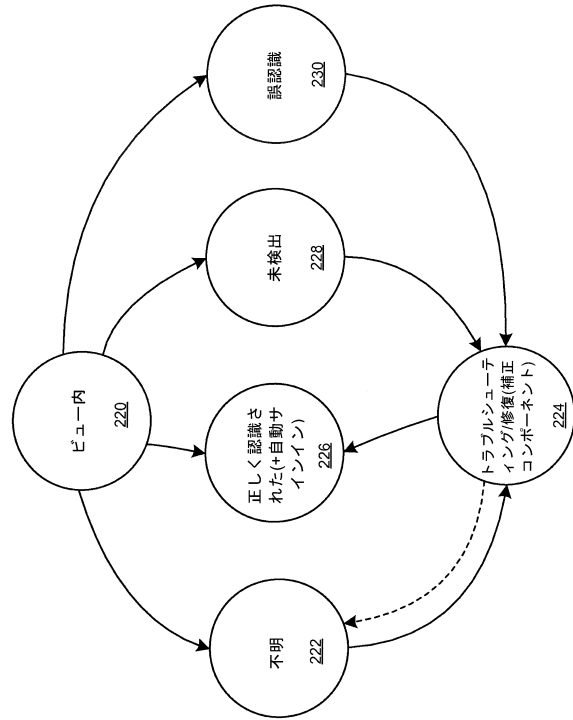 ビュー内
220
不明
222
正しく認識さ
れた(+自動サ
インイン)
226
未検出
228
誤認識
230
トラブルシューテ
ィング/修復(補正
コンポーネント)
224